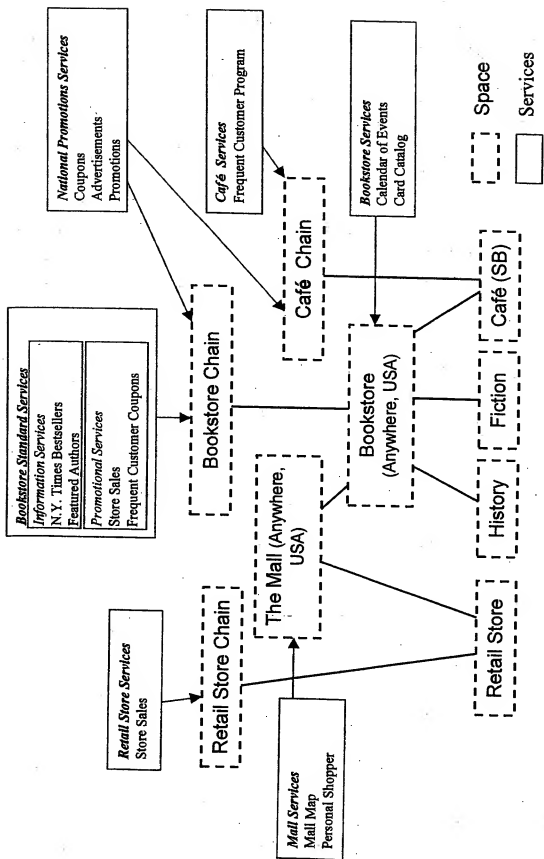 National Promotions Services
Coupons
Advertisements
Promotions
Bookstore Standard Services
Information Services
N.Y. Times Bestsellers
Featured Authors
Promotional Services
Store Sales
Frequent Customer Coupons
Retail Store Services
Store Sales
Café Services
Frequent Customer Program
Bookstore Chain
Retail Store Chain
Café Chain
Mall Services
Mall Map
Personal Shopper
The Mall (Anywhere,
USA)
Bookstore
(Anywhere, USA)
Bookstore Services
Calendar of Events
Card Catalog
Retail Store
History
Fiction
Café (SB)
Space
Services